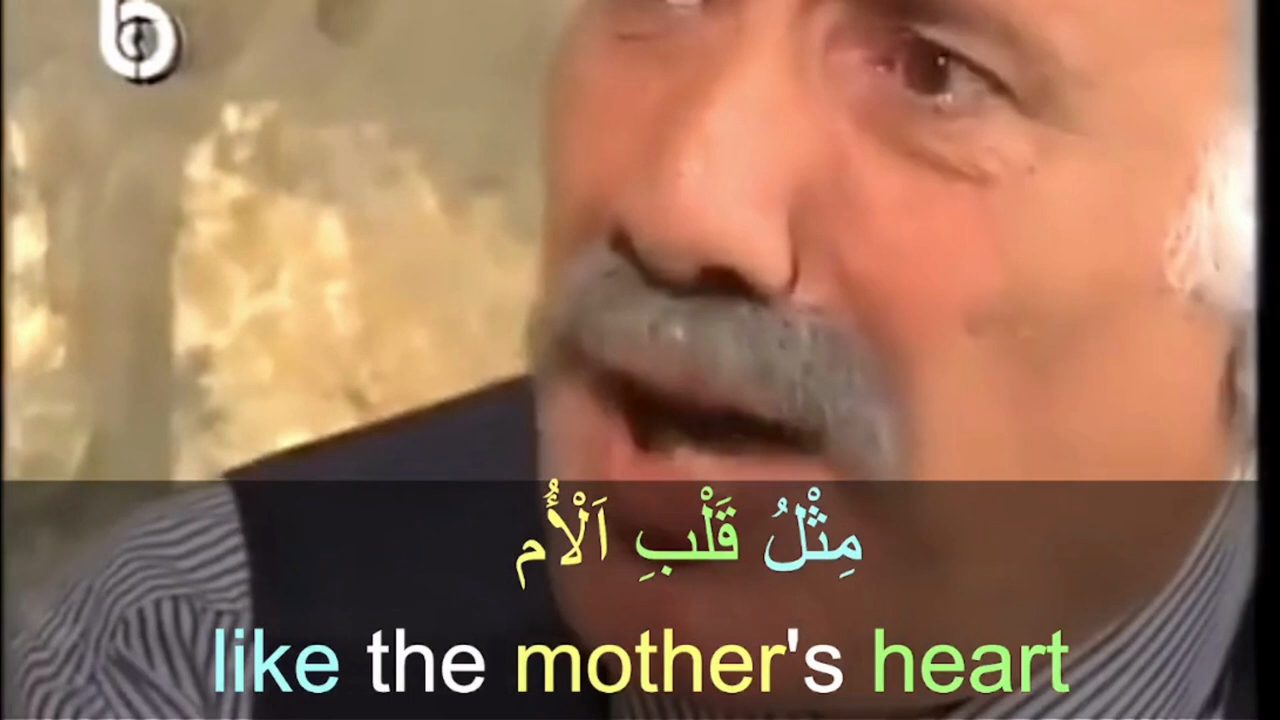 مِثْلُ قَلْبِ اَلْأُم
like the mother's heart